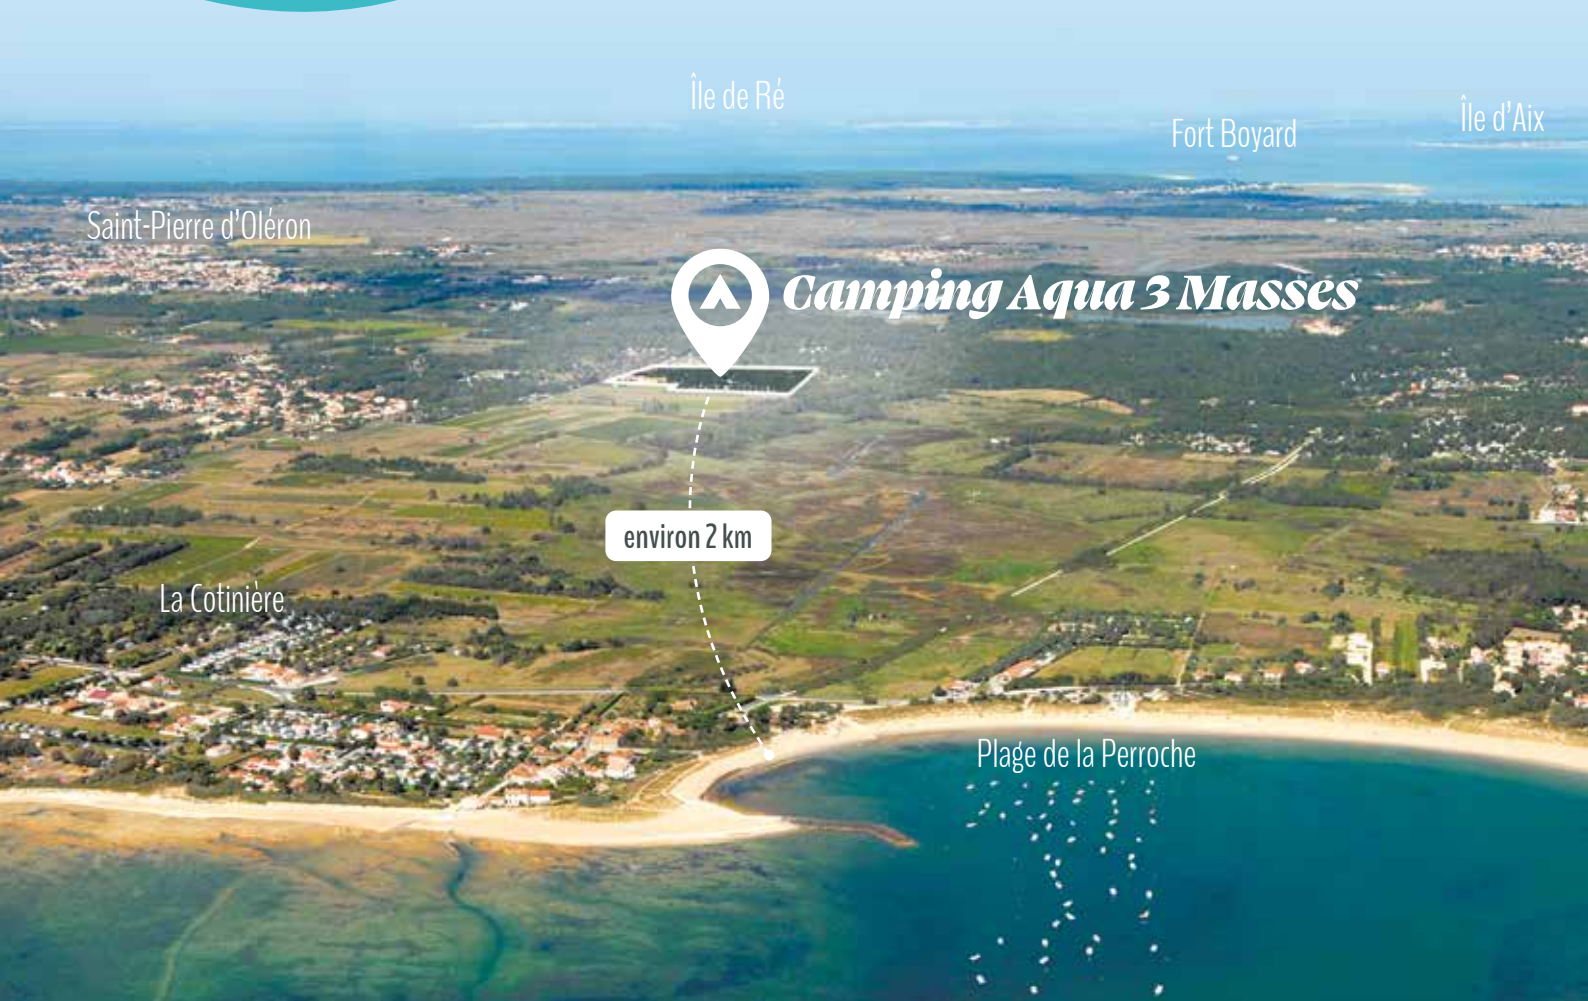 Île de Ré
Île d'Aix
Fort Boyard
Saint-Pierre d'Oléron
Camping Aqua 3 Masses
environ 2 km
La Cotinière
Plage de la Perroche